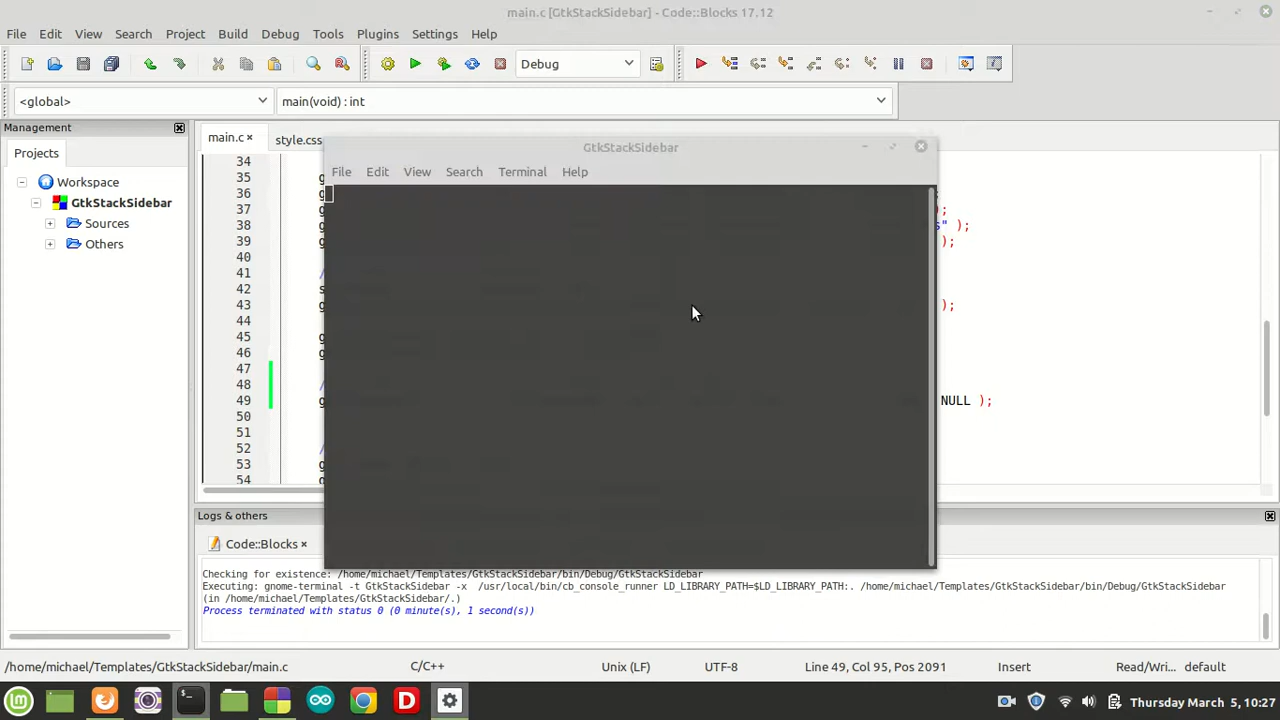 main.c [GtkStackSidebar] - Code::Blocks 17.12
File Edit View Search Project Build Debug Tools Plugins Settings Help
Debug
<global> main(void) : int
Management
Projects
Workspace
GtkStackSidebar
Sources
Others
main.c
style.css
34
35
36
37 );
38 s" );
39 );
40
41 /
42
43 );
44
45
46
47
48 /
49 NULL );
50
51
52 /
53
54
GtkStackSidebar
File Edit View Search Terminal Help
Logs & others
Code::Blocks
Checking for existence: /home/michael/Templates/GtkStackSidebar/bin/Debug/GtkStackSidebar
Executing: gnome-terminal -t GtkStackSidebar -x /usr/local/bin/cb_console_runner LD_LIBRARY_PATH=$LD_LIBRARY_PATH:. /home/michael/Templates/GtkStackSidebar/bin/Debug/GtkStackSidebar
(in /home/michael/Templates/GtkStackSidebar/.)
Process terminated with status 0 (0 minute(s), 1 second(s))
/home/michael/Templates/GtkStackSidebar/main.c C/C++ Unix (LF) UTF-8 Line 49, Col 95, Pos 2091 Insert Read/Wri... default
Thursday March 5, 10:27